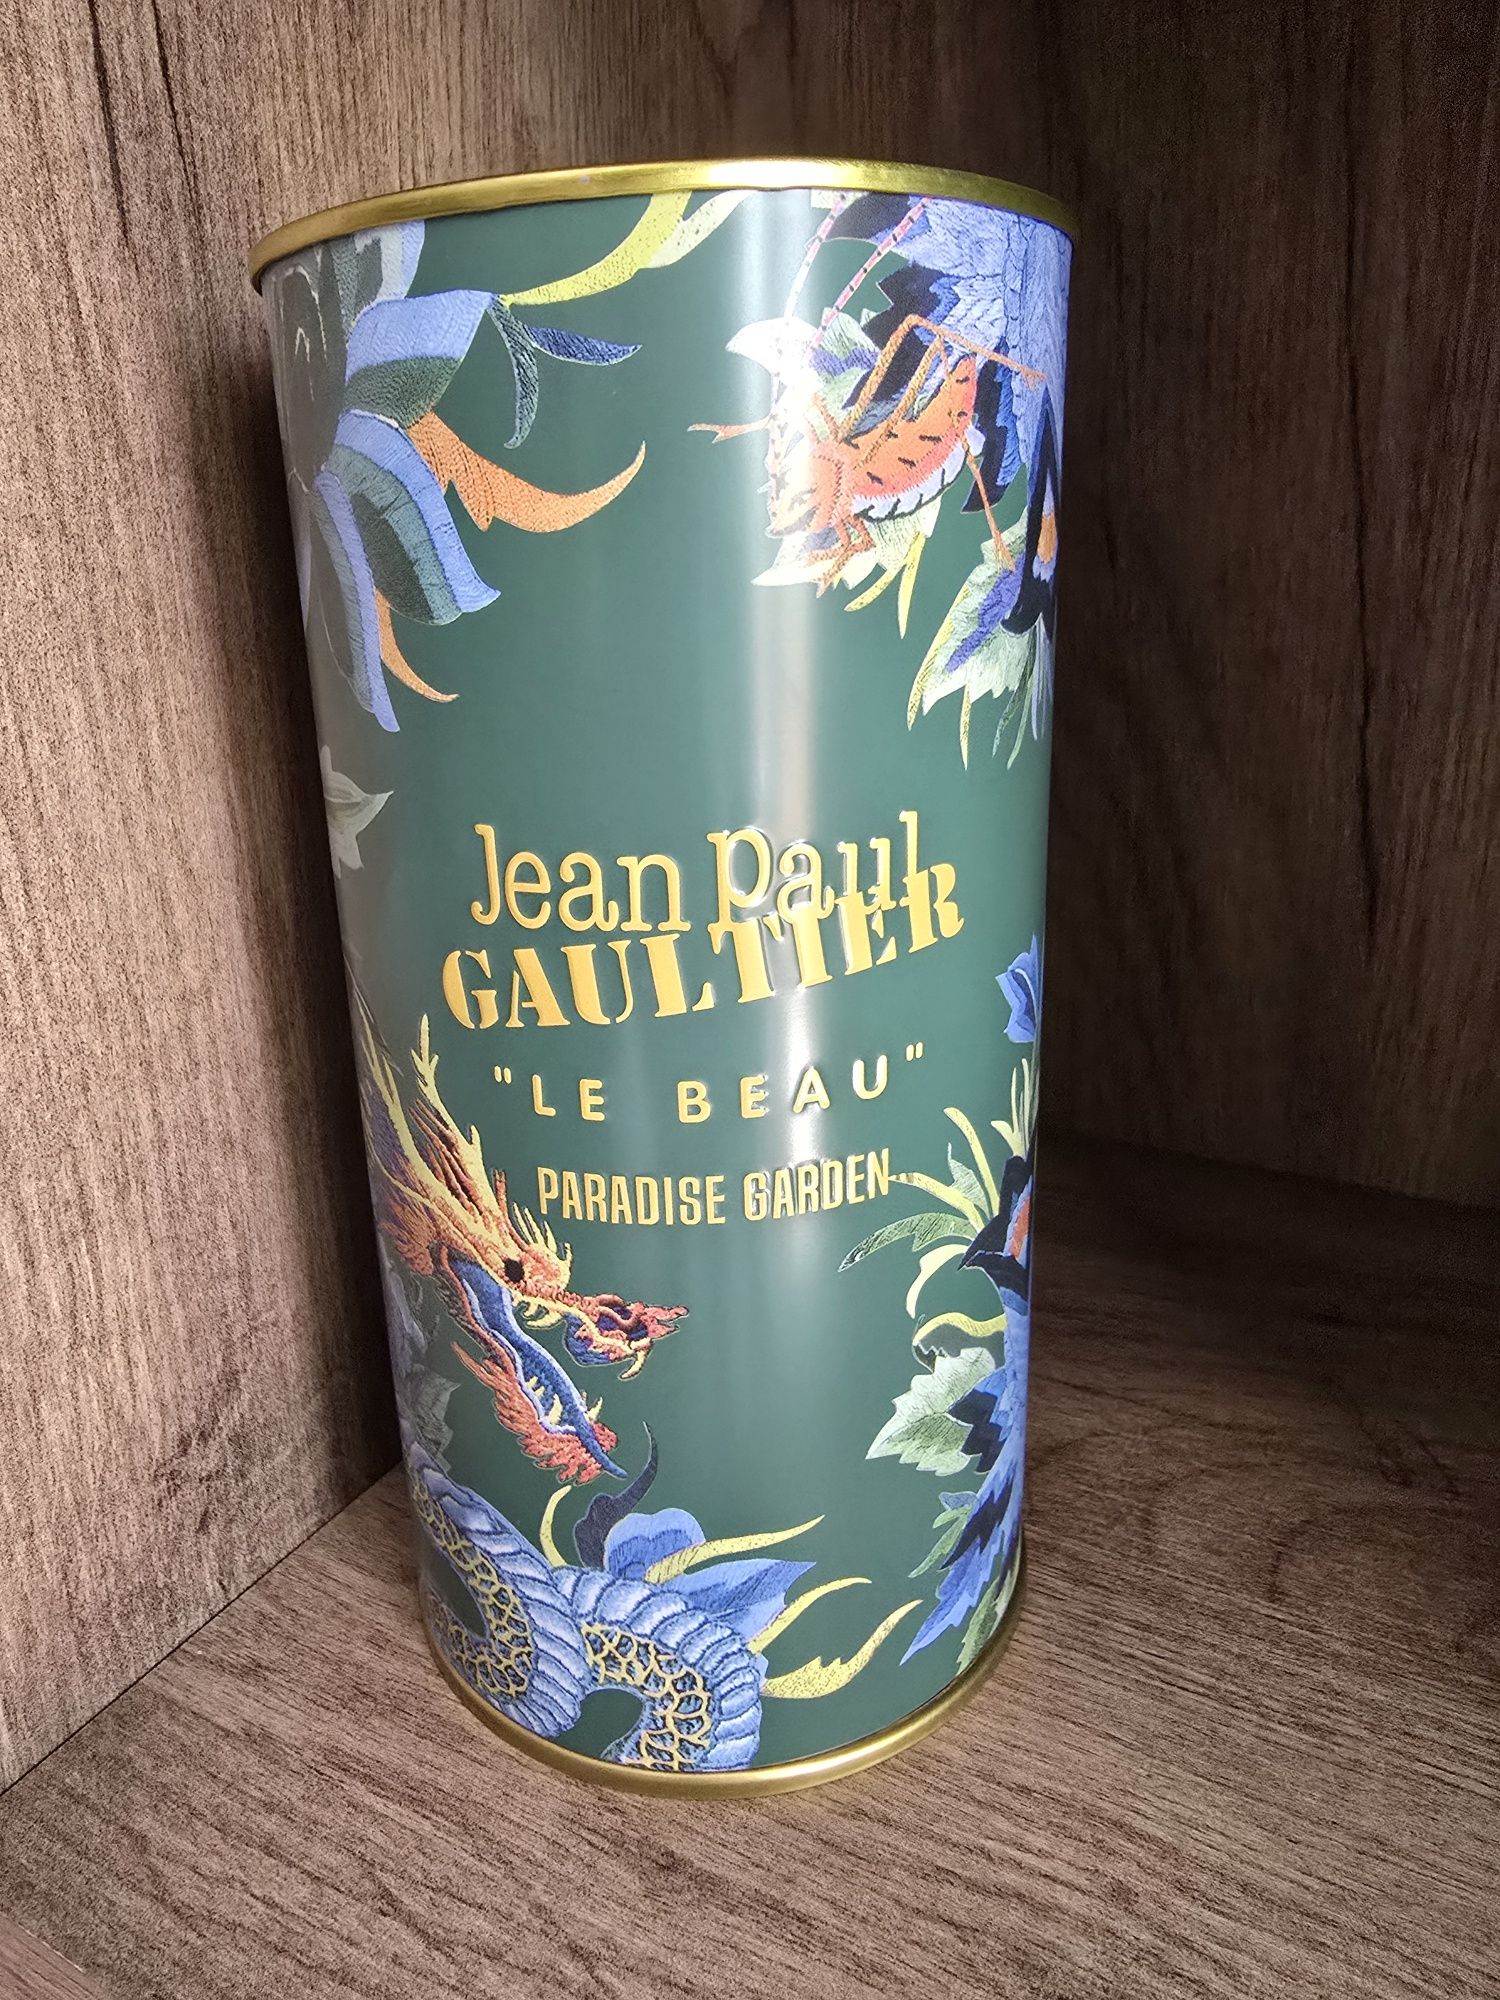 Jean Paul
GAULTIER
"LE BEAU"
PARADISE GARDEN